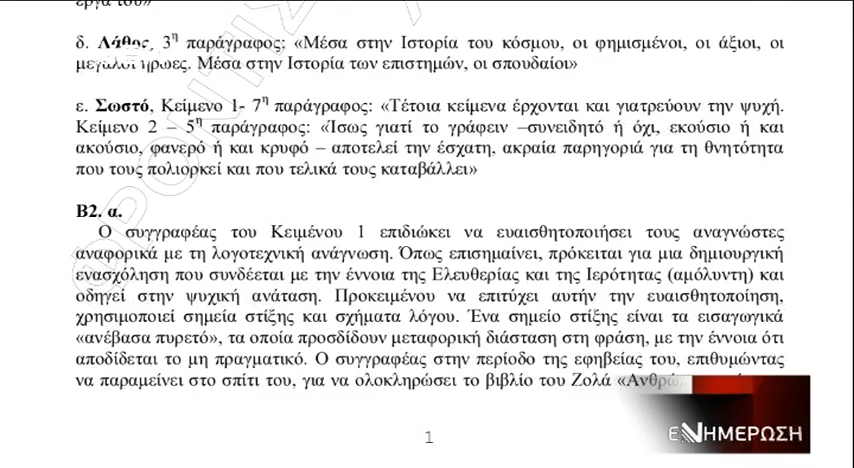 έργα του»
δ. Λάθος, 3η παράγραφος: «Μέσα στην Ιστορία του κόσμου, οι φημισμένοι, οι άξιοι, οι
μεγάλοι ήρωες. Μέσα στην Ιστορία των επιστημών, οι σπουδαίοι»
ε. Σωστό, Κείμενο 1- 7η παράγραφος: «Τέτοια κείμενα έρχονται και γιατρεύουν την ψυχή.
Κείμενο 2 – 5η παράγραφος: «Ίσως γιατί το γράφειν –συνειδητό ή όχι, εκούσιο ή και
ακούσιο, φανερό ή και κρυφό – αποτελεί την έσχατη, ακραία παρηγοριά για τη θνητότητα
που τους πολιορκεί και που τελικά τους καταβάλλει»
Β2. α.
Ο συγγραφέας του Κειμένου 1 επιδιώκει να ευαισθητοποιήσει τους αναγνώστες
αναφορικά με τη λογοτεχνική ανάγνωση. Όπως επισημαίνει, πρόκειται για μια δημιουργική
ενασχόληση που συνδέεται με την έννοια της Ελευθερίας και της Ιερότητας (αμόλυντη) και
οδηγεί στην ψυχική ανάταση. Προκειμένου να επιτύχει αυτήν την ευαισθητοποίηση,
χρησιμοποιεί σημεία στίξης και σχήματα λόγου. Ένα σημείο στίξης είναι τα εισαγωγικά
«ανέβασα πυρετό», τα οποία προσδίδουν μεταφορική διάσταση στη φράση, με την έννοια ότι
αποδίδεται το μη πραγματικό. Ο συγγραφέας στην περίοδο της εφηβείας του, επιθυμώντας
να παραμείνει στο σπίτι του, για να ολοκληρώσει το βιβλίο του Ζολά
1
ΕΝΗΜΕΡΩΣΗ